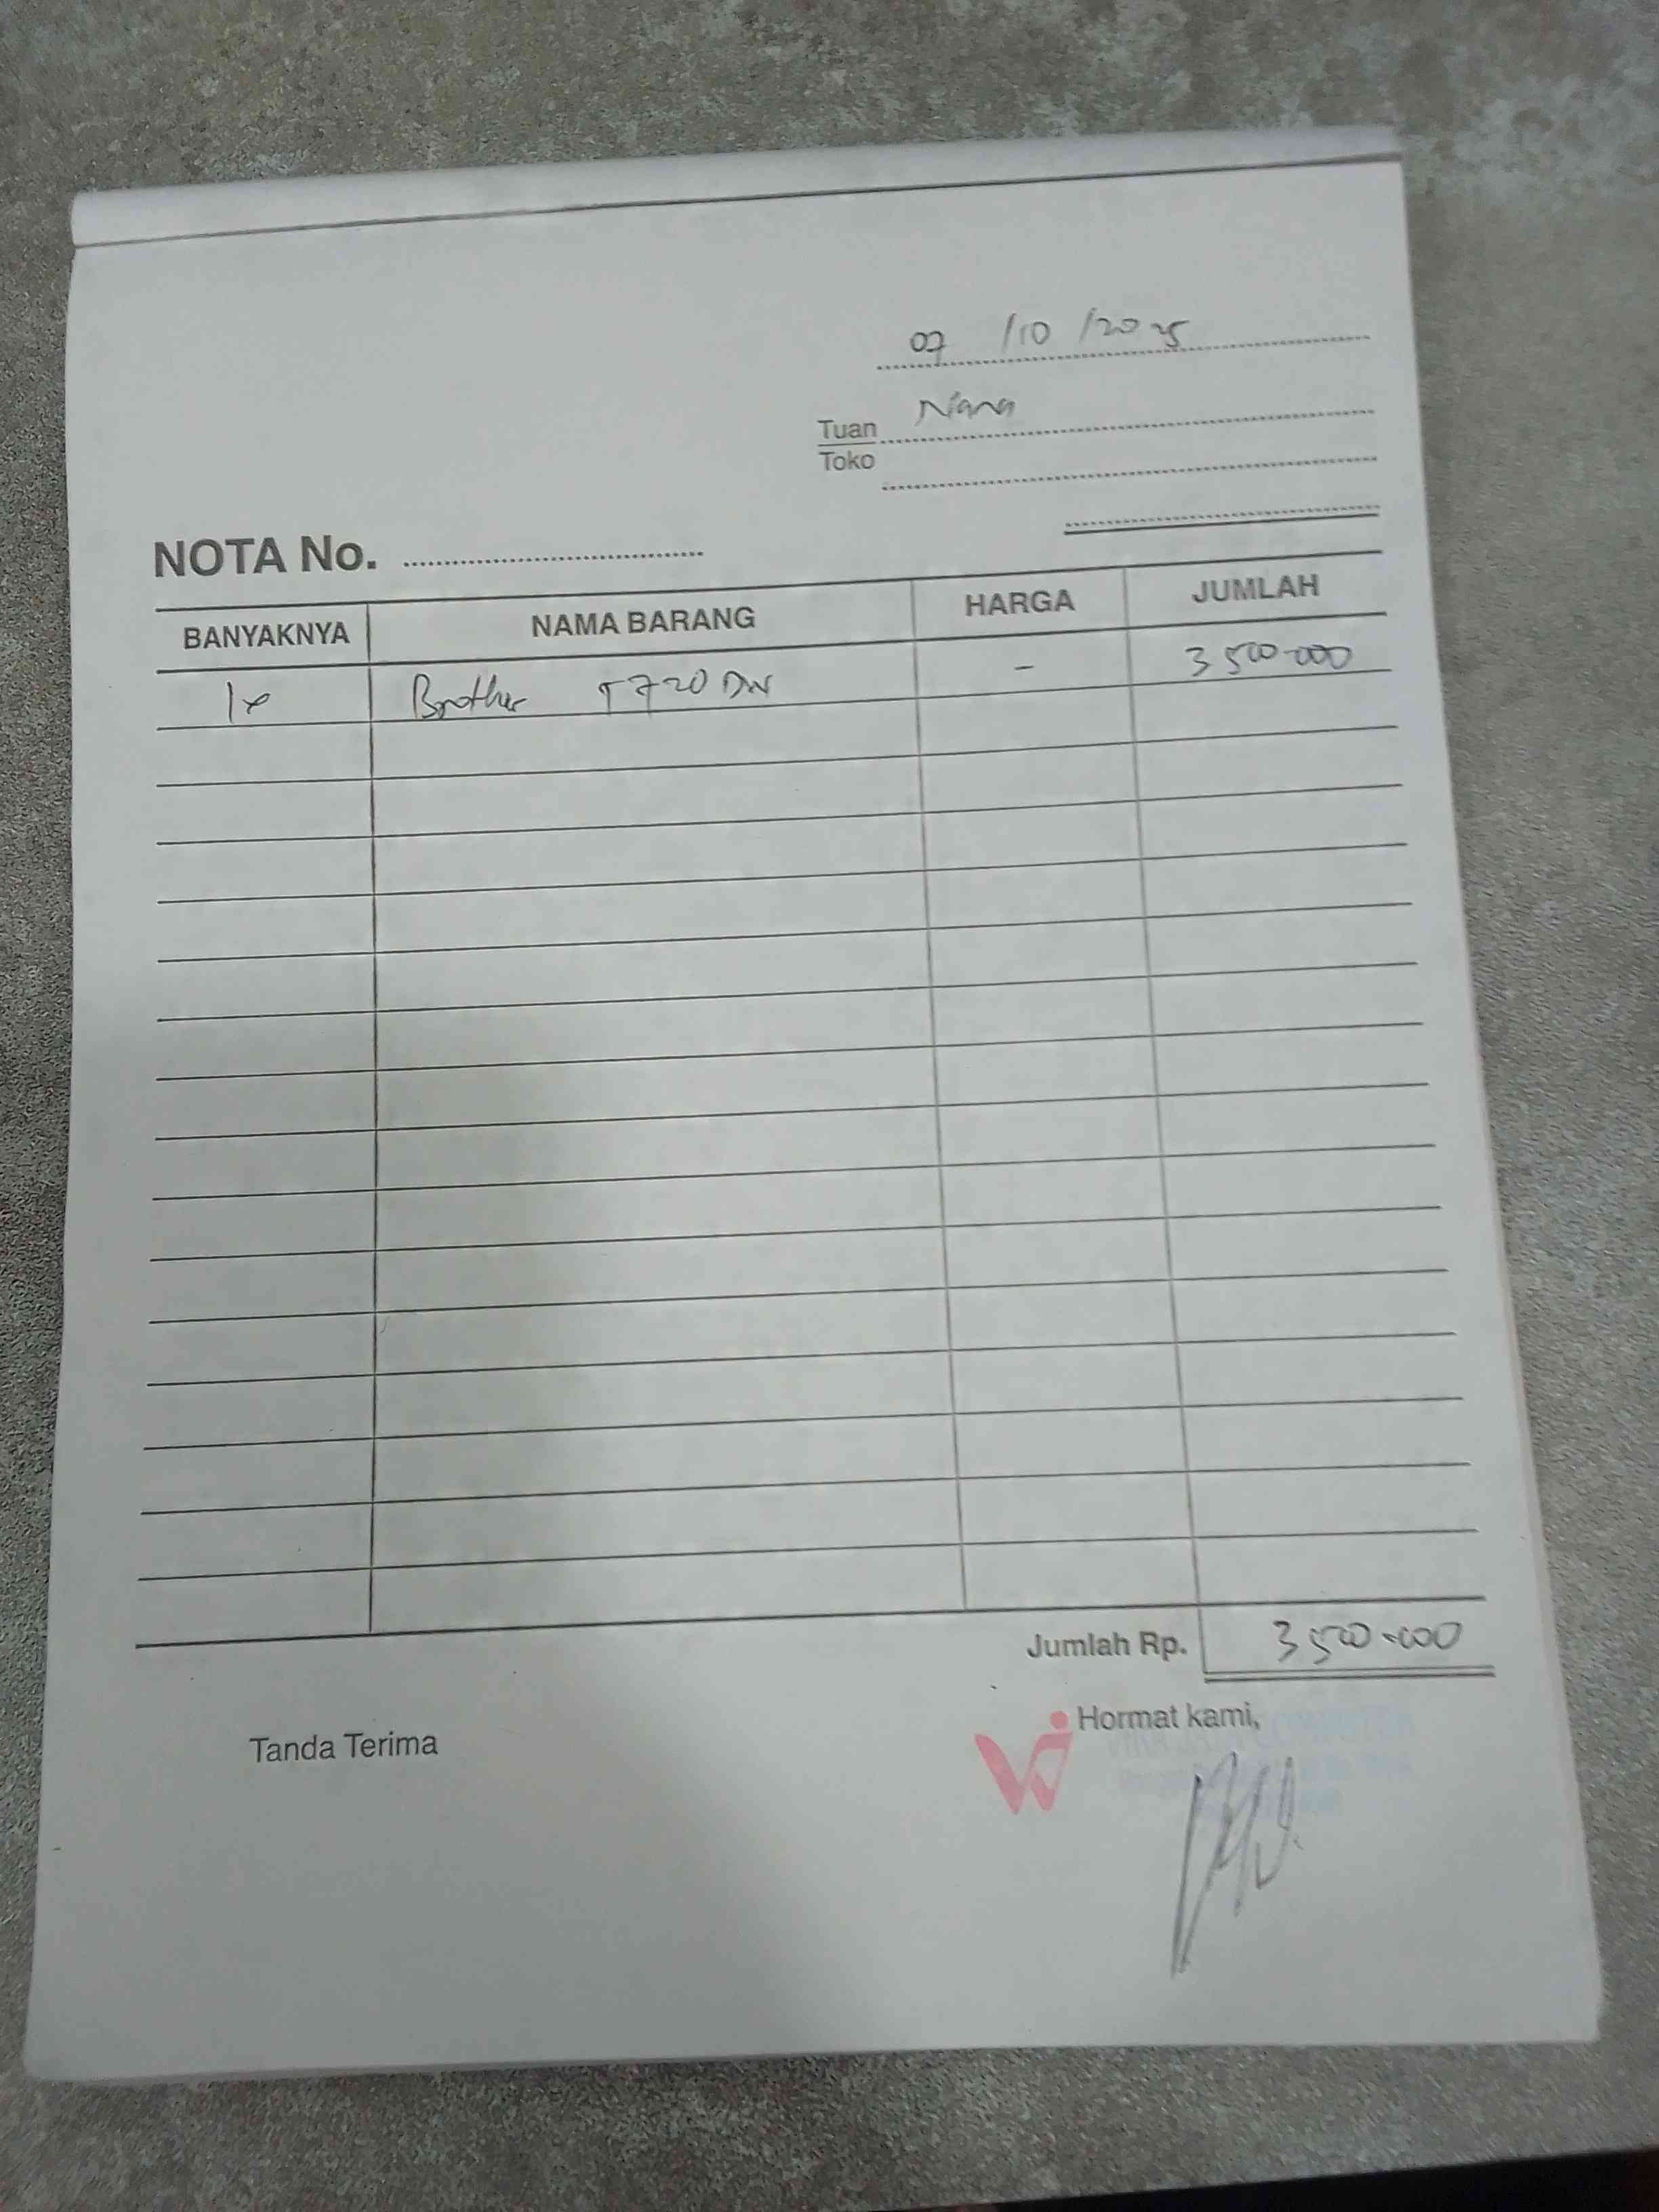 07 /10 /2025
Tuan Nana
Toko
NOTA No.
BANYAKNYA NAMA BARANG HARGA JUMLAH
1x Brother T720 DW - 3 500.000
Jumlah Rp. 3 500.000
Tanda Terima
Hormat kami,